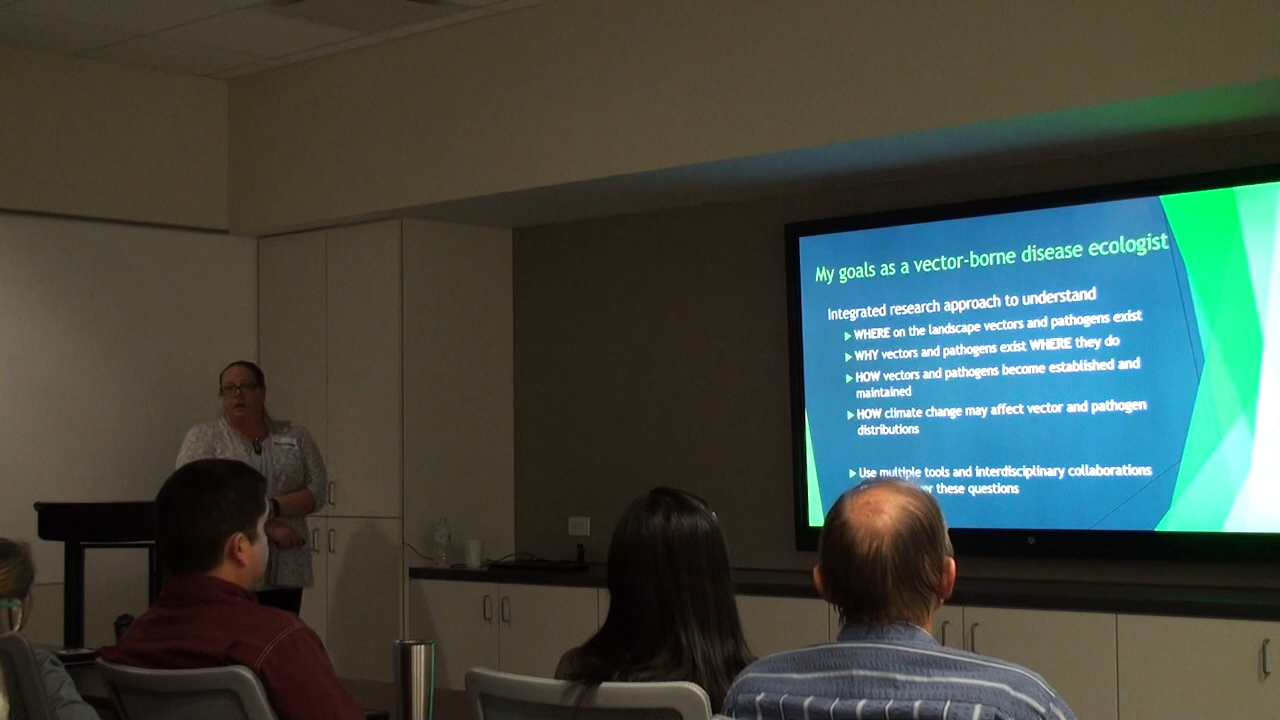 My goals as a vector-borne disease ecologist
Integrated research approach to understand
WHERE on the landscape vectors and pathogens exist
WHY vectors and pathogens exist WHERE they do
HOW vectors and pathogens become established and
maintained
HOW climate change may affect vector and pathogen
distributions
Use multiple tools and interdisciplinary collaborations
these questions